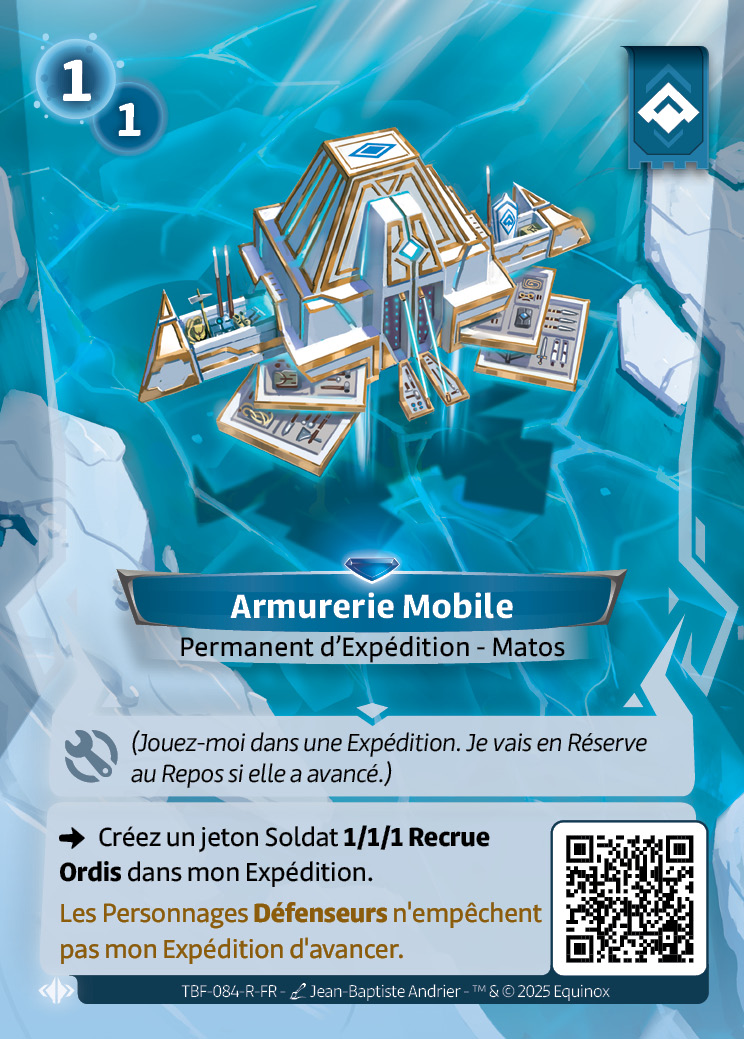 1
1
Armurerie Mobile
Permanent d'Expédition - Matos
(Jouez-moi dans une Expédition. Je vais en Réserve
au Repos si elle a avancé.)
Créez un jeton Soldat 1/1/1 Recrue
Ordis dans mon Expédition.
Les Personnages Défenseurs n'empêchent
pas mon Expédition d'avancer.
TBF-084-R-FR - Jean-Baptiste Andrier - ™ & © 2025 Equinox